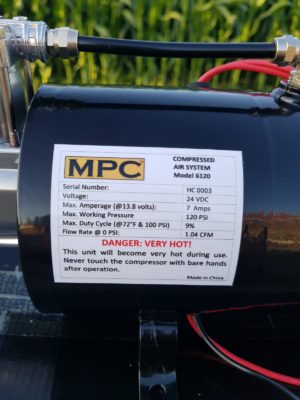 MPC
COMPRESSED
AIR SYSTEM
Model 6120
Serial Number: HC 0003
Voltage: 24 VDC
Max. Amperage (@13.8 volts): 7 Amps
Max. Working Pressure 120 PSI
Max. Duty Cycle (@72°F & 100 PSI) 9%
Flow Rate @ 0 PSI: 1.04 CFM
DANGER: VERY HOT!
This unit will become very hot during use.
Never touch the compressor with bare hands
after operation.
Made in China